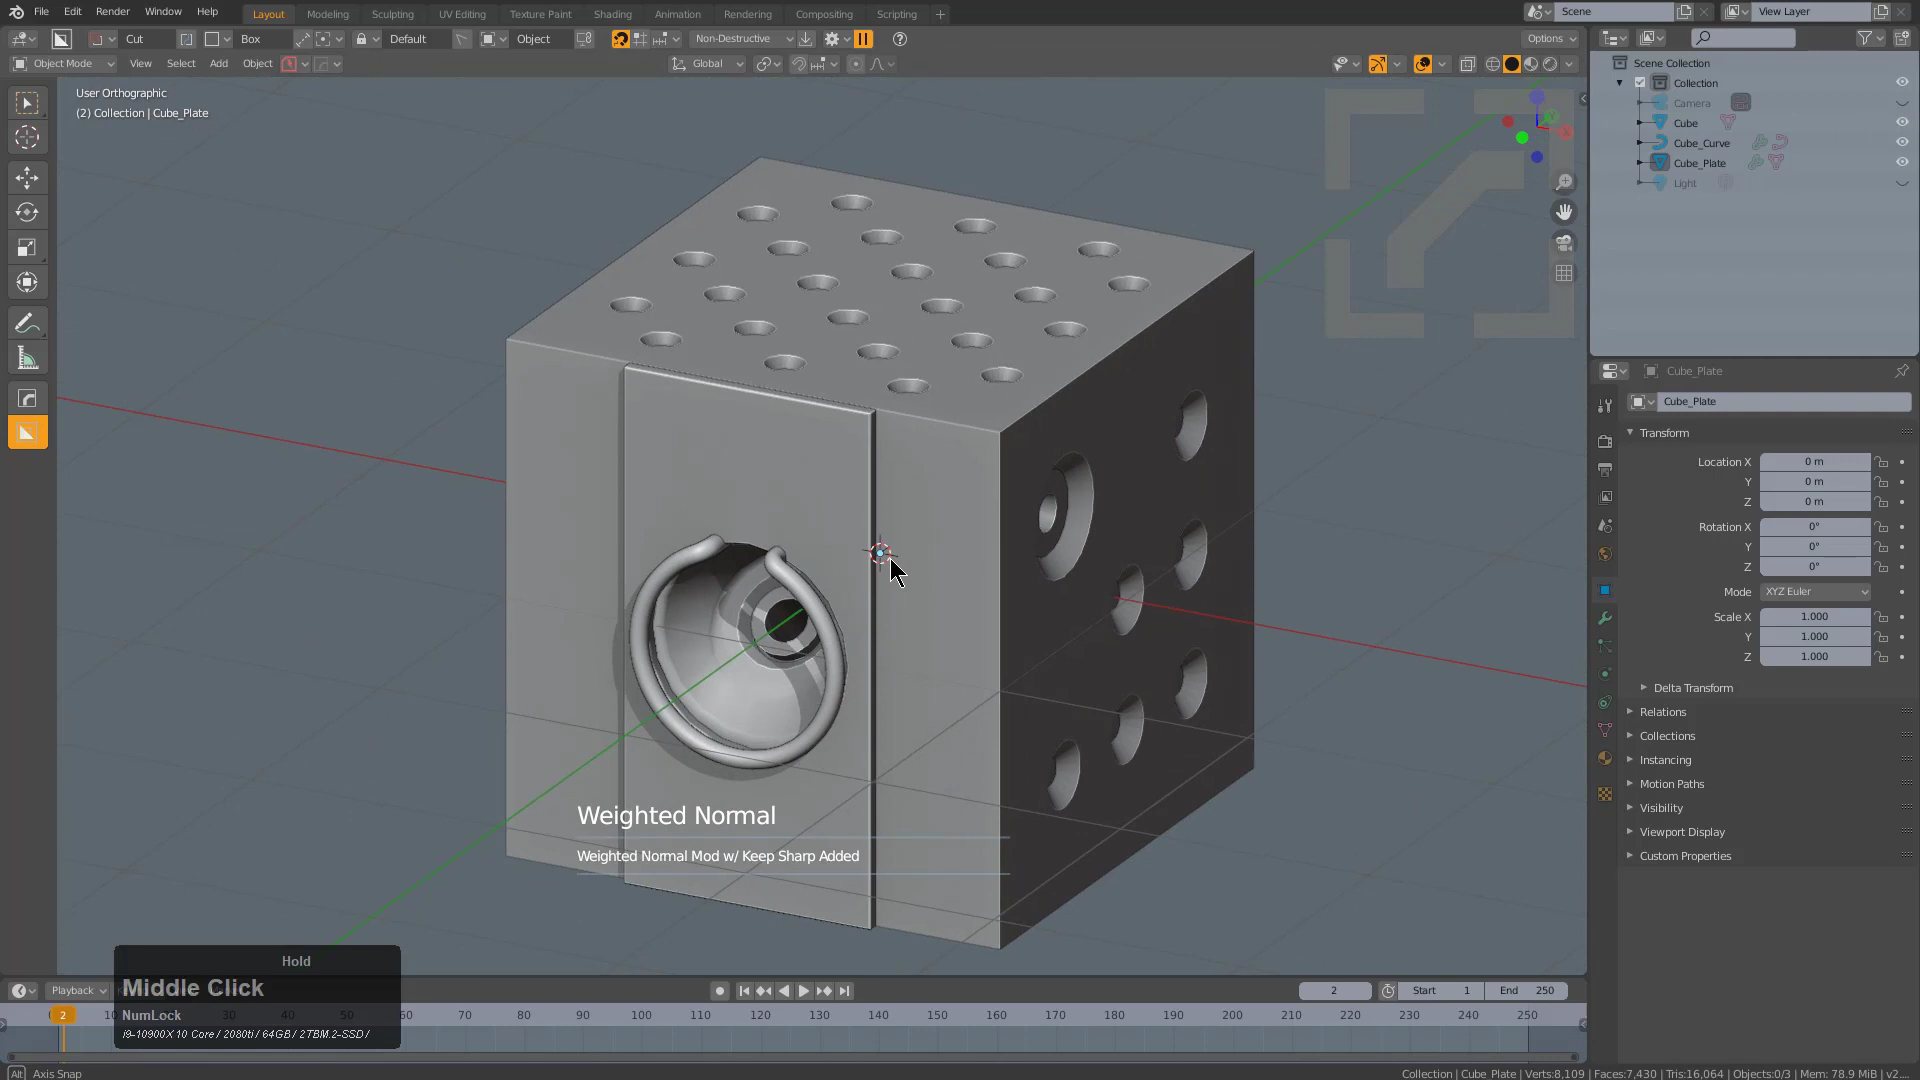 File Edit Render Window Help
Layout Modeling Sculpting UV Editing Texture Paint Shading Animation Rendering Compositing Scripting +
Scene
View Layer
Cut Box Default Object Non-Destructive
Options
Object Mode View Select Add Object Global
User Orthographic
(2) Collection | Cube_Plate
Scene Collection
Collection
Camera
Cube
Cube_Curve
Cube_Plate
Light
Cube_Plate
Cube_Plate
Transform
Location X 0 m
Y 0 m
Z 0 m
Rotation X 0°
Y 0°
Z 0°
Mode XYZ Euler
Scale X 1.000
Y 1.000
Z 1.000
Delta Transform
Relations
Collections
Instancing
Motion Paths
Visibility
Viewport Display
Custom Properties
Weighted Normal
Weighted Normal Mod w/ Keep Sharp Added
Hold
Middle Click
NumLock
i9-10900X 10 Core / 2080ti / 64GB / 2TBM.2-SSD /
Playback
2 Start 1 End 250
2 10 30 40 50 60 70 80 90 100 110 120 130 140 150 160 170 180 190 200 210 220 230 240 250
Alt Axis Snap
Collection | Cube_Plate | Verts:8,109 | Faces:7,430 | Tris:16,064 | Objects:0/3 | Mem: 78.9 MiB | v2....